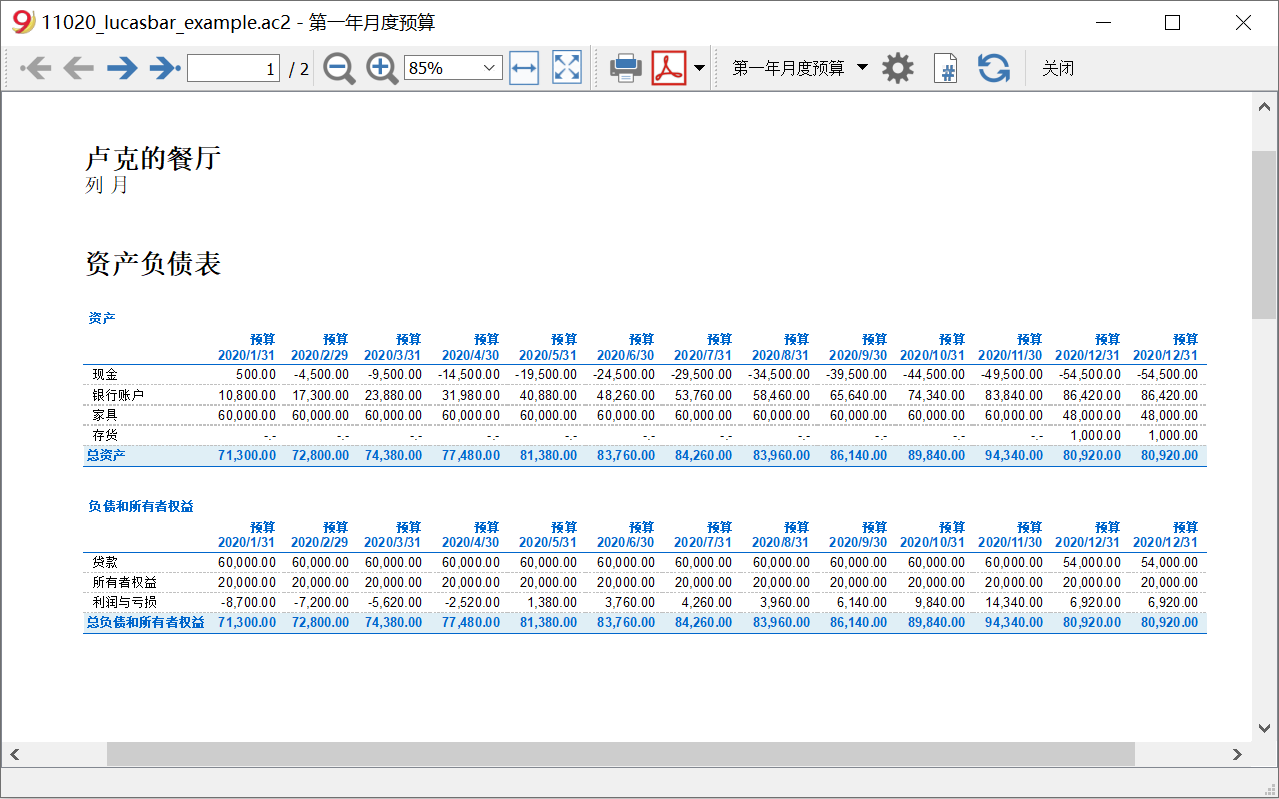 11020_lucasbar_example.ac2 - 第一年月度预算
1 / 2 85% 第一年月度预算 # 关闭
卢克的餐厅
列 月
资产负债表
资产
预算 预算 预算 预算 预算 预算 预算 预算 预算 预算 预算 预算 预算
2020/1/31 2020/2/29 2020/3/31 2020/4/30 2020/5/31 2020/6/30 2020/7/31 2020/8/31 2020/9/30 2020/10/31 2020/11/30 2020/12/31 2020/12/31
现金 500.00 -4,500.00 -9,500.00 -14,500.00 -19,500.00 -24,500.00 -29,500.00 -34,500.00 -39,500.00 -44,500.00 -49,500.00 -54,500.00 -54,500.00
银行账户 10,800.00 17,300.00 23,880.00 31,980.00 40,880.00 48,260.00 53,760.00 58,460.00 65,640.00 74,340.00 83,840.00 86,420.00 86,420.00
家具 60,000.00 60,000.00 60,000.00 60,000.00 60,000.00 60,000.00 60,000.00 60,000.00 60,000.00 60,000.00 60,000.00 48,000.00 48,000.00
存货 -.- -.- -.- -.- -.- -.- -.- -.- -.- -.- -.- 1,000.00 1,000.00
总资产 71,300.00 72,800.00 74,380.00 77,480.00 81,380.00 83,760.00 84,260.00 83,960.00 86,140.00 89,840.00 94,340.00 80,920.00 80,920.00
负债和所有者权益
预算 预算 预算 预算 预算 预算 预算 预算 预算 预算 预算 预算 预算
2020/1/31 2020/2/29 2020/3/31 2020/4/30 2020/5/31 2020/6/30 2020/7/31 2020/8/31 2020/9/30 2020/10/31 2020/11/30 2020/12/31 2020/12/31
贷款 60,000.00 60,000.00 60,000.00 60,000.00 60,000.00 60,000.00 60,000.00 60,000.00 60,000.00 60,000.00 60,000.00 54,000.00 54,000.00
所有者权益 20,000.00 20,000.00 20,000.00 20,000.00 20,000.00 20,000.00 20,000.00 20,000.00 20,000.00 20,000.00 20,000.00 20,000.00 20,000.00
利润与亏损 -8,700.00 -7,200.00 -5,620.00 -2,520.00 1,380.00 3,760.00 4,260.00 3,960.00 6,140.00 9,840.00 14,340.00 6,920.00 6,920.00
总负债和所有者权益 71,300.00 72,800.00 74,380.00 77,480.00 81,380.00 83,760.00 84,260.00 83,960.00 86,140.00 89,840.00 94,340.00 80,920.00 80,920.00